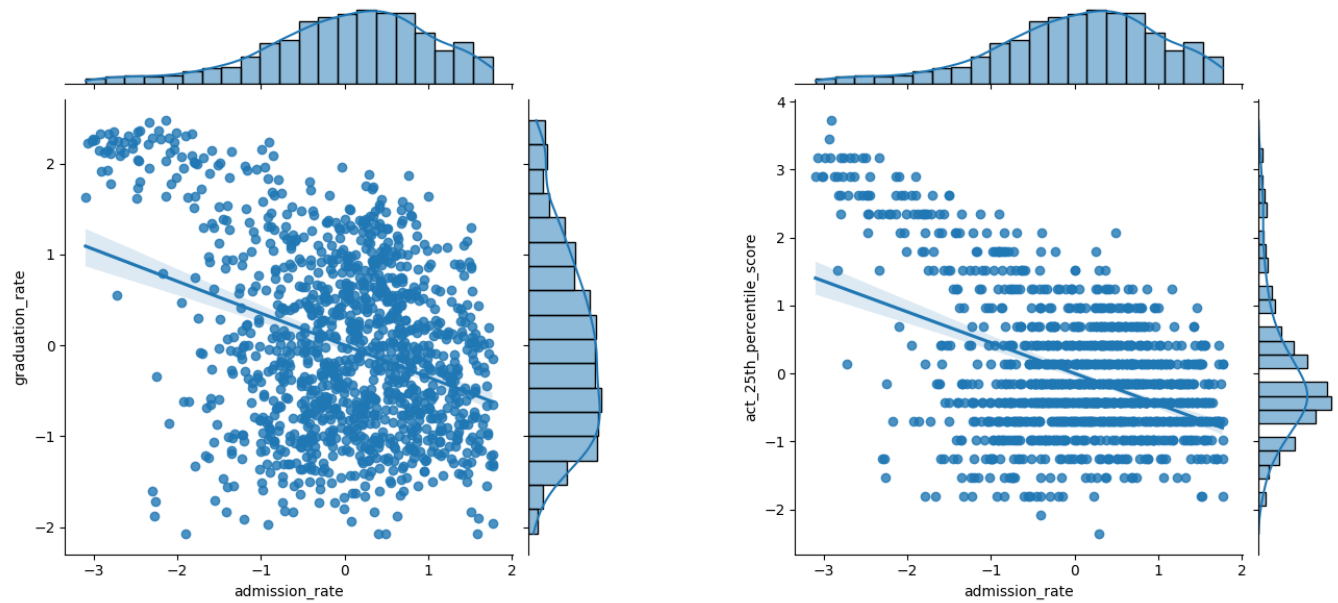 2
1
0
−1
−2
graduation_rate
−3 −2 −1 0 1 2
admission_rate
4
3
2
1
0
−1
−2
act_25th_percentile_score
−3 −2 −1 0 1 2
admission_rate